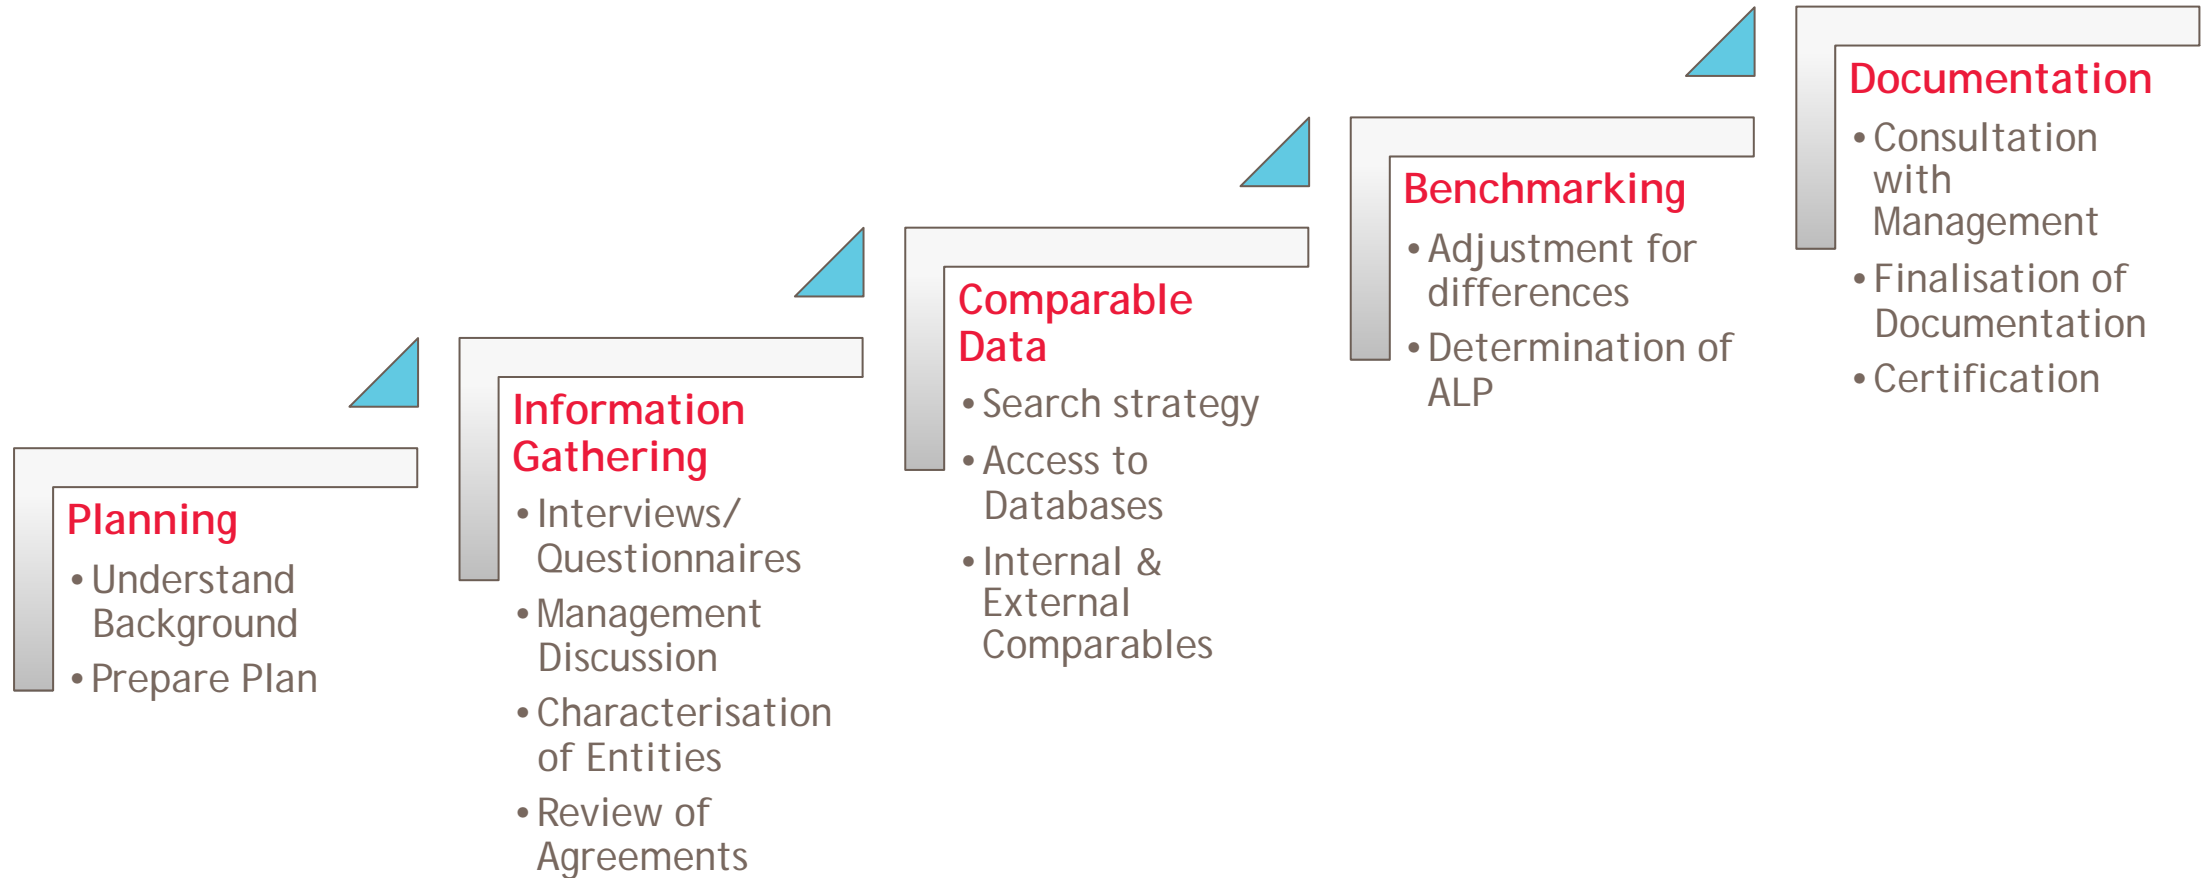 Planning
•Understand
Background
•Prepare Plan
Information
Gathering
•Interviews/
Questionnaires
•Management
Discussion
•Characterisation
of Entities
•Review of
Agreements
Comparable
Data
•Search strategy
•Access to
Databases
•Internal &
External
Comparables
Benchmarking
•Adjustment for
differences
•Determination of
ALP
Documentation
•Consultation
with
Management
•Finalisation of
Documentation
•Certification